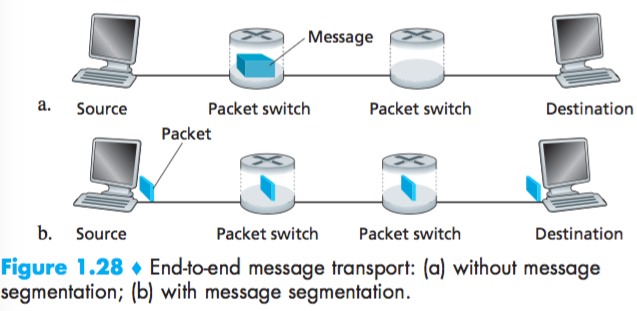 Message
a. Source Packet switch Packet switch Destination
Packet
b. Source Packet switch Packet switch Destination
Figure 1.28 ♦ End-to-end message transport: (a) without message
segmentation; (b) with message segmentation.